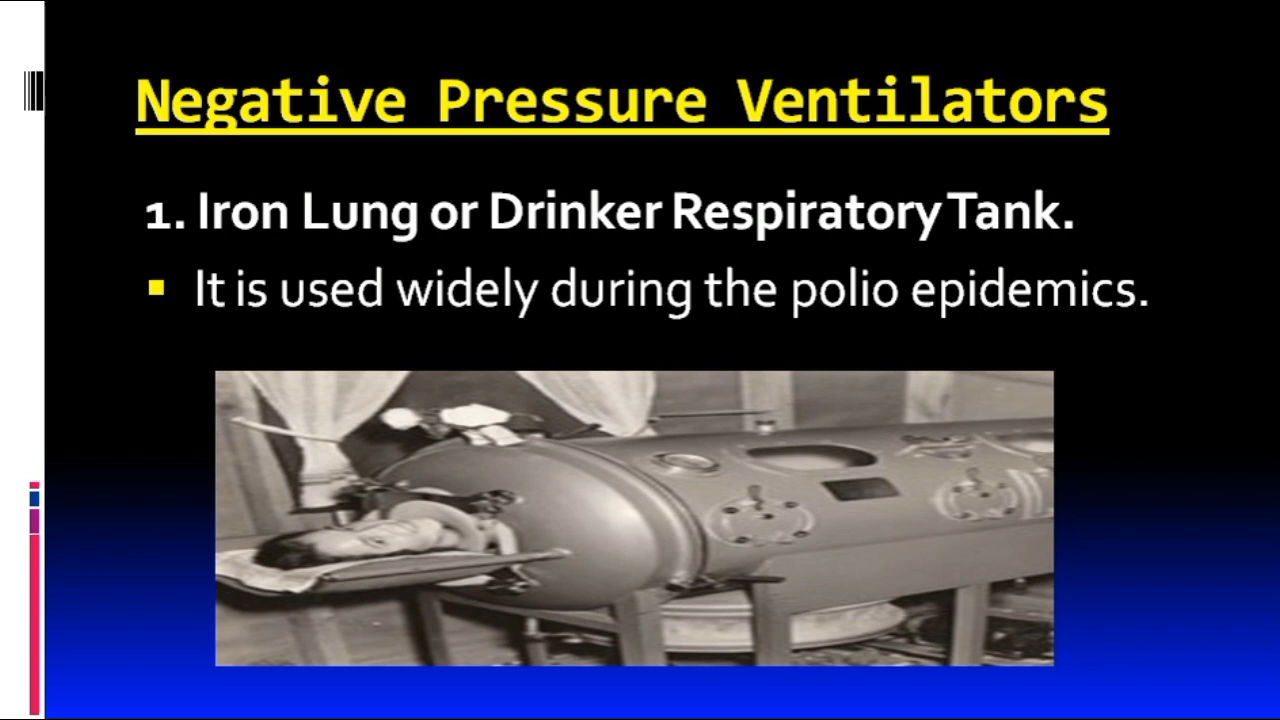 Negative Pressure Ventilators
1. Iron Lung or Drinker Respiratory Tank.
▪ It is used widely during the polio epidemics.